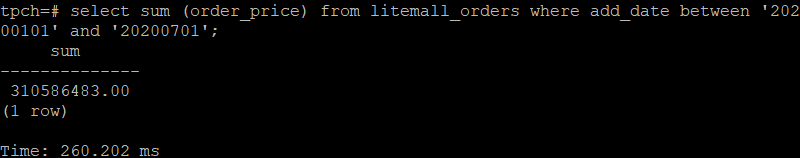 tpch=# select sum (order_price) from litemall_orders where add_date between '202
00101' and '20200701';
     sum
--------------
 310586483.00
(1 row)

Time: 260.202 ms